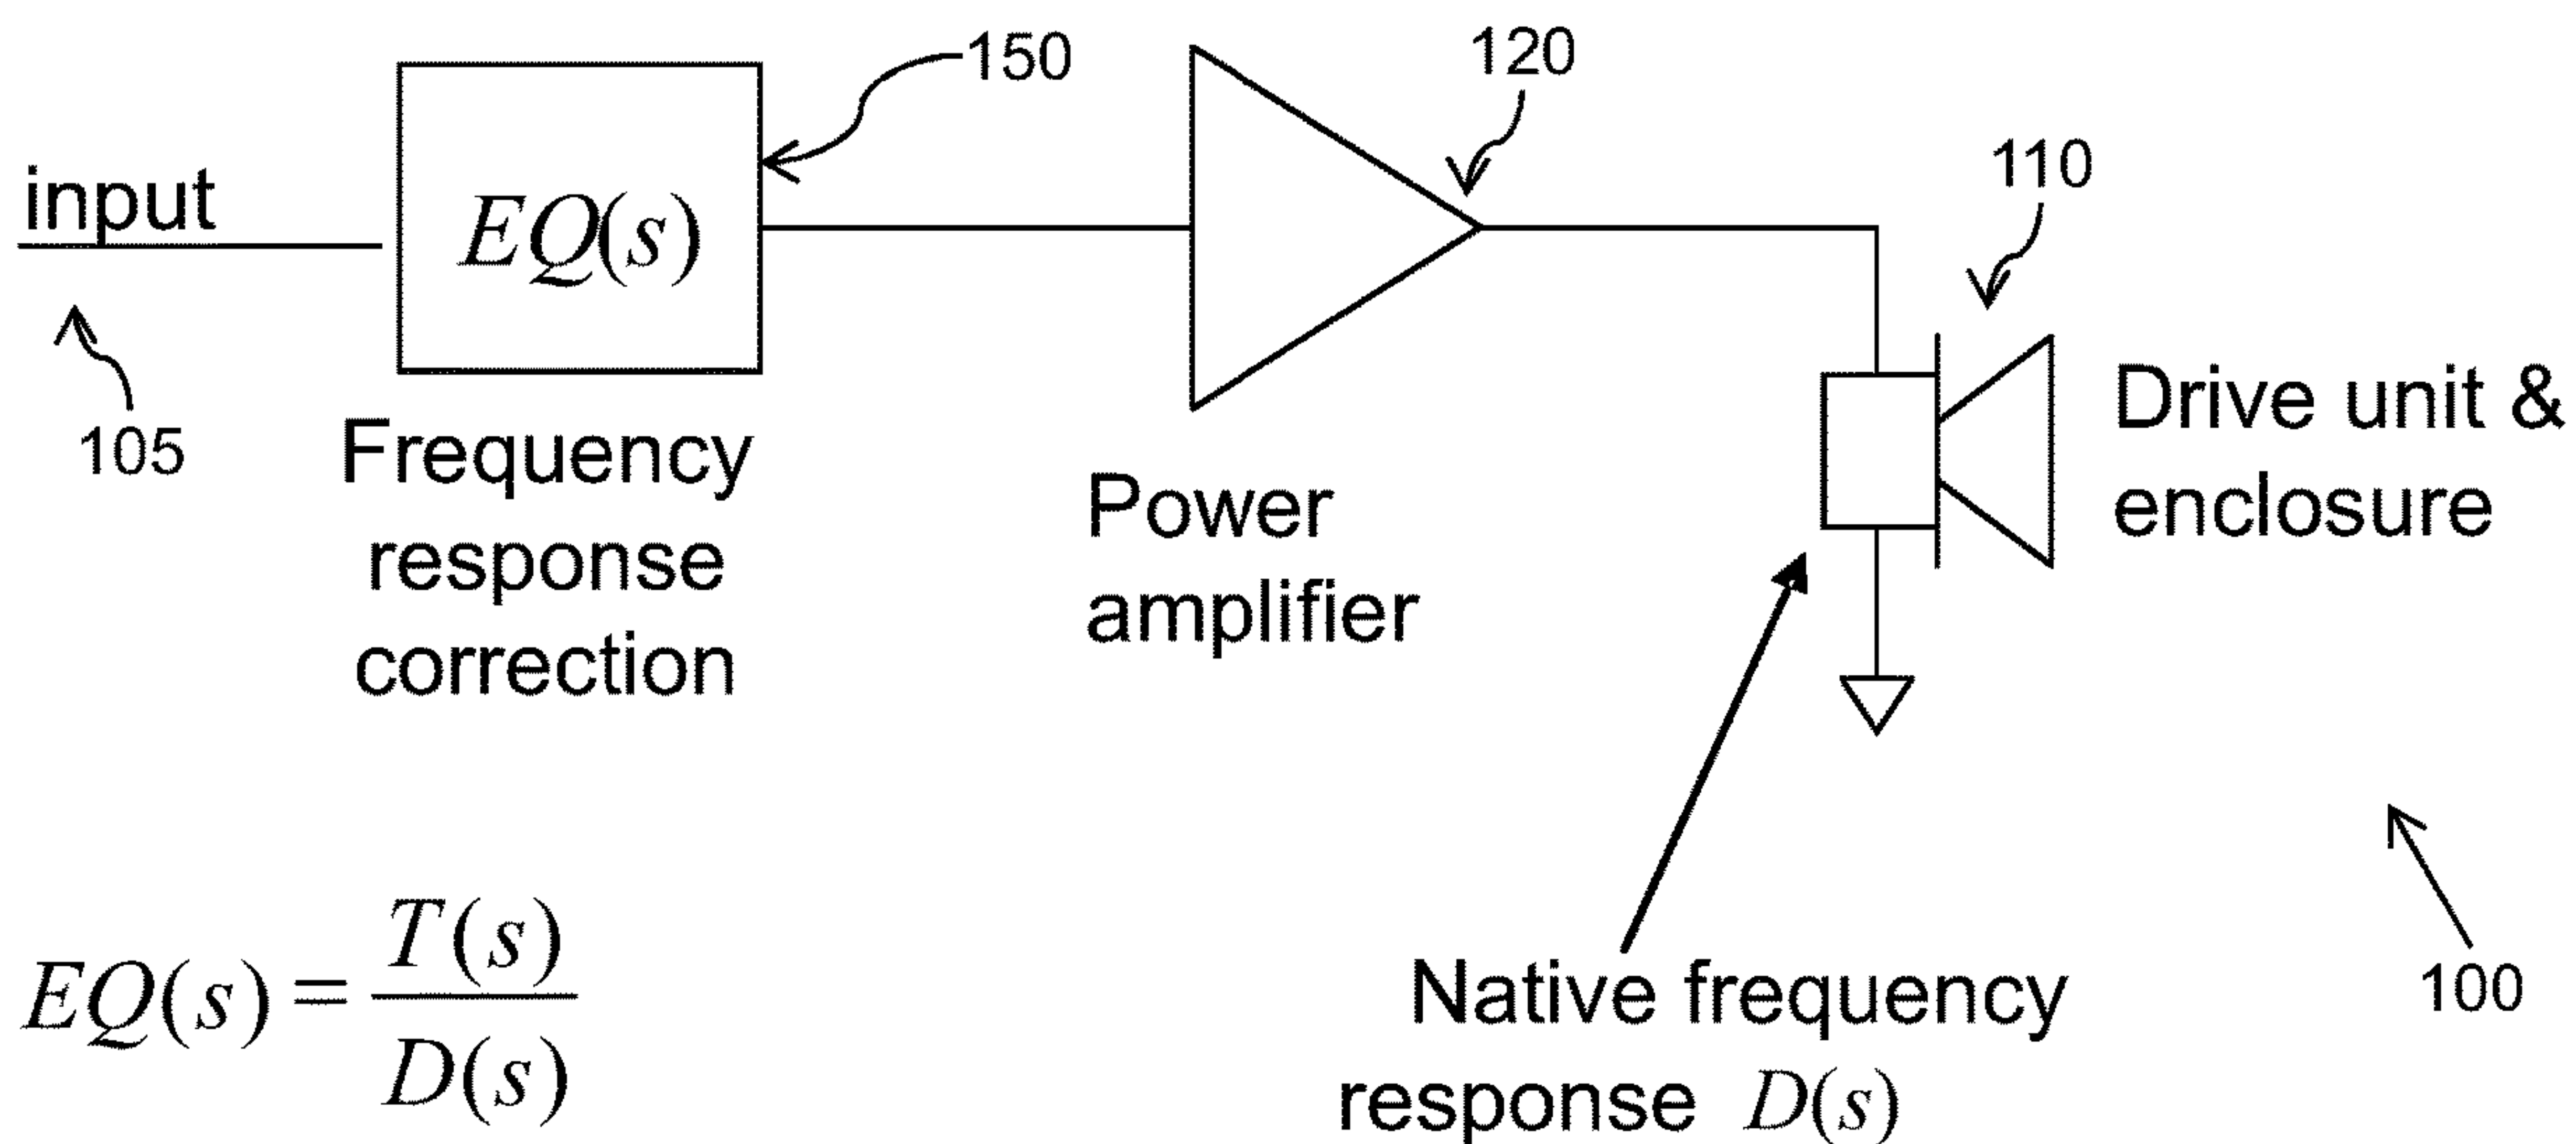 150
120
110
input
EQ(s)
105
Frequency
response
correction
Power
amplifier
Drive unit &
enclosure
EQ(s) = T(s) / D(s)
Native frequency
response D(s)
100